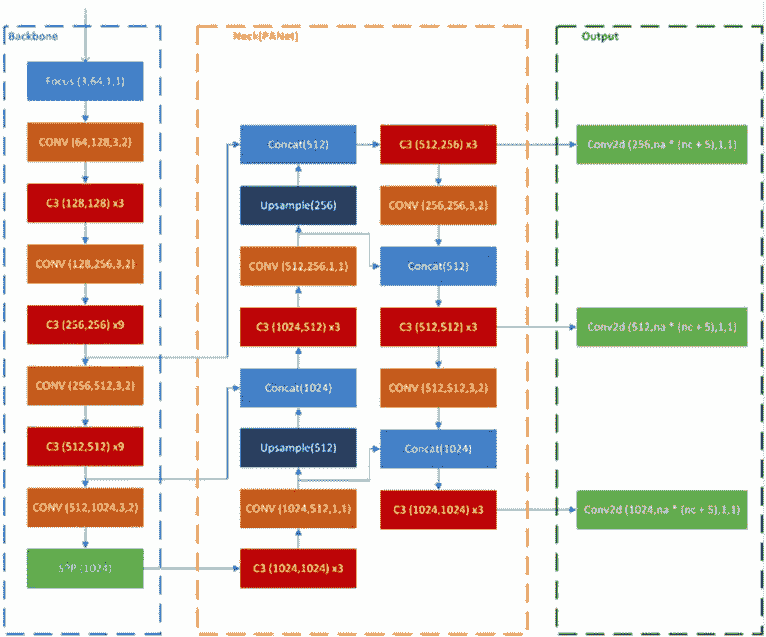 Backbone
Focus (3,64,1,1)
CONV (64,128,3,2)
C3 (128,128) x3
CONV (128,256,3,2)
C3 (256,256) x9
CONV (256,512,3,2)
C3 (512,512) x9
CONV (512,1024,3,2)
SPP (1024)
Neck(PANet)
Concat(512)
Upsample(256)
CONV (512,256,1,1)
C3 (1024,512) x3
Concat(1024)
Upsample(512)
CONV (1024,512,1,1)
C3 (1024,1024) x3
C3 (512,256) x3
CONV (256,256,3,2)
Concat(512)
C3 (512,512) x3
CONV (512,512,3,2)
Concat(1024)
C3 (1024,1024) x3
Output
Conv2d (256,na * (nc + 5),1,1)
Conv2d (512,na * (nc + 5),1,1)
Conv2d (1024,na * (nc + 5),1,1)